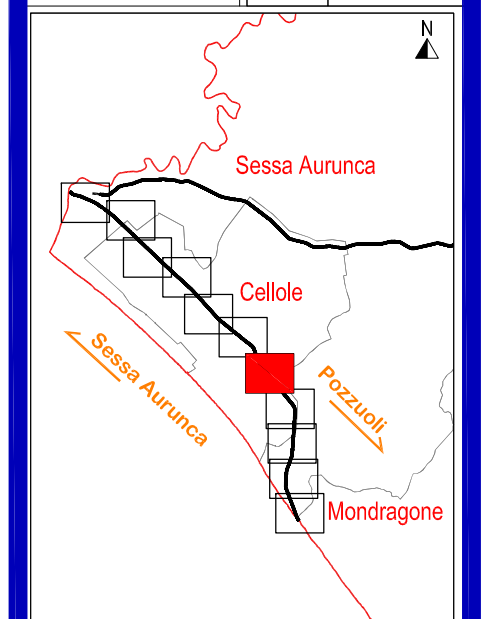 N
Sessa Aurunca
Cellole
Sessa Aurunca
Pozzuoli
Mondragone